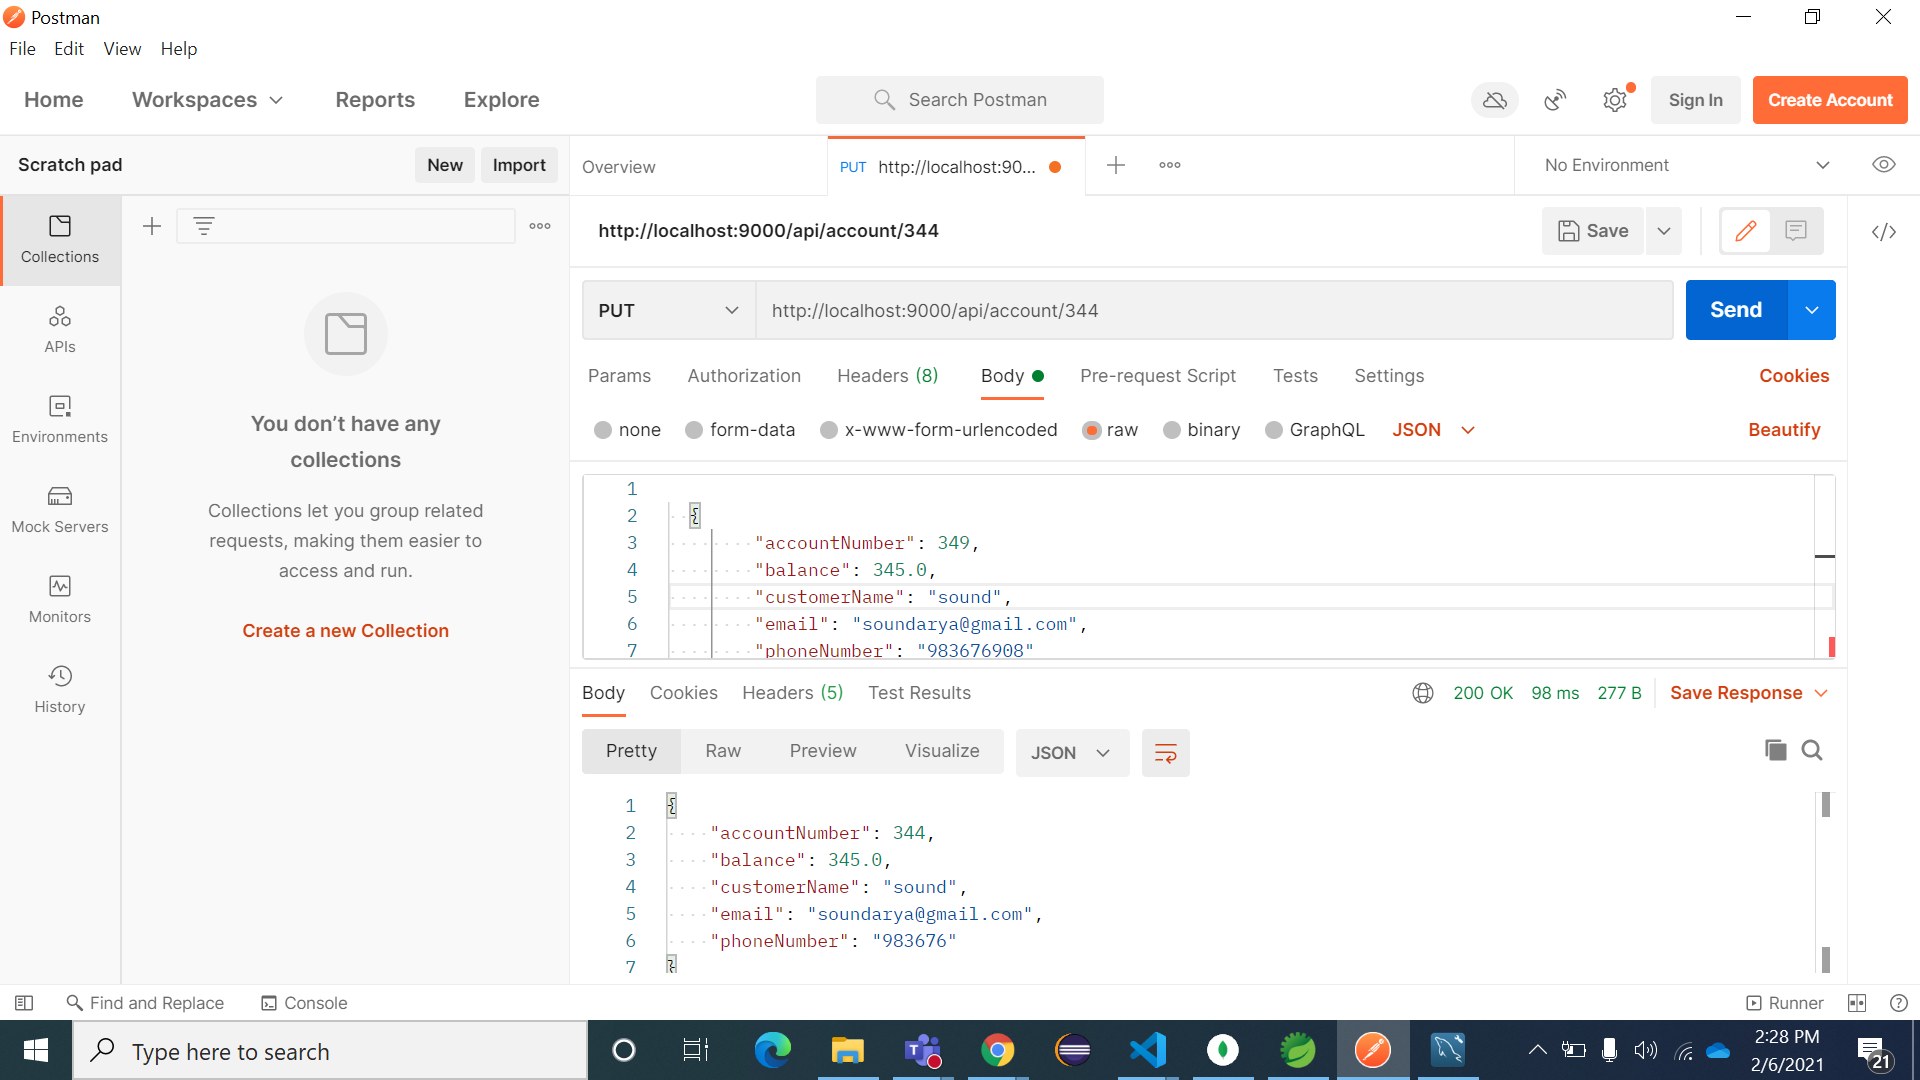 Postman
File Edit View Help
Home Workspaces Reports Explore Search Postman Sign In Create Account
Scratch pad New Import Overview PUT http://localhost:90... No Environment
Collections
APIs
Environments
Mock Servers
Monitors
History
You don’t have any
collections
Collections let you group related
requests, making them easier to
access and run.
Create a new Collection
http://localhost:9000/api/account/344 Save
PUT http://localhost:9000/api/account/344 Send
Params Authorization Headers (8) Body Pre-request Script Tests Settings Cookies
none form-data x-www-form-urlencoded raw binary GraphQL JSON Beautify
1
2 {
3 "accountNumber": 349,
4 "balance": 345.0,
5 "customerName": "sound",
6 "email": "soundarya@gmail.com",
7 "phoneNumber": "983676908"
Body Cookies Headers (5) Test Results 200 OK 98 ms 277 B Save Response
Pretty Raw Preview Visualize JSON
1 {
2 "accountNumber": 344,
3 "balance": 345.0,
4 "customerName": "sound",
5 "email": "soundarya@gmail.com",
6 "phoneNumber": "983676"
7 }
Find and Replace Console Runner
Type here to search 2:28 PM
2/6/2021 21